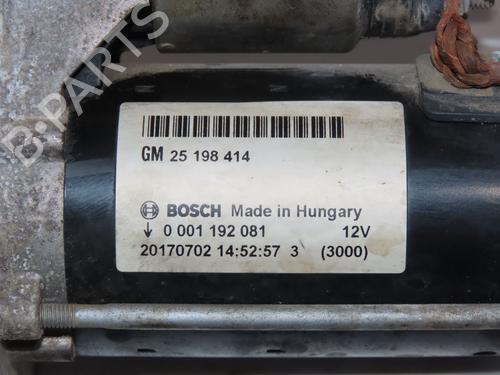 B-PARTS
GM 25 198 414
BOSCH Made in Hungary
↓ 0 001 192 081 12V
20170702 14:52:57 3 (3000)